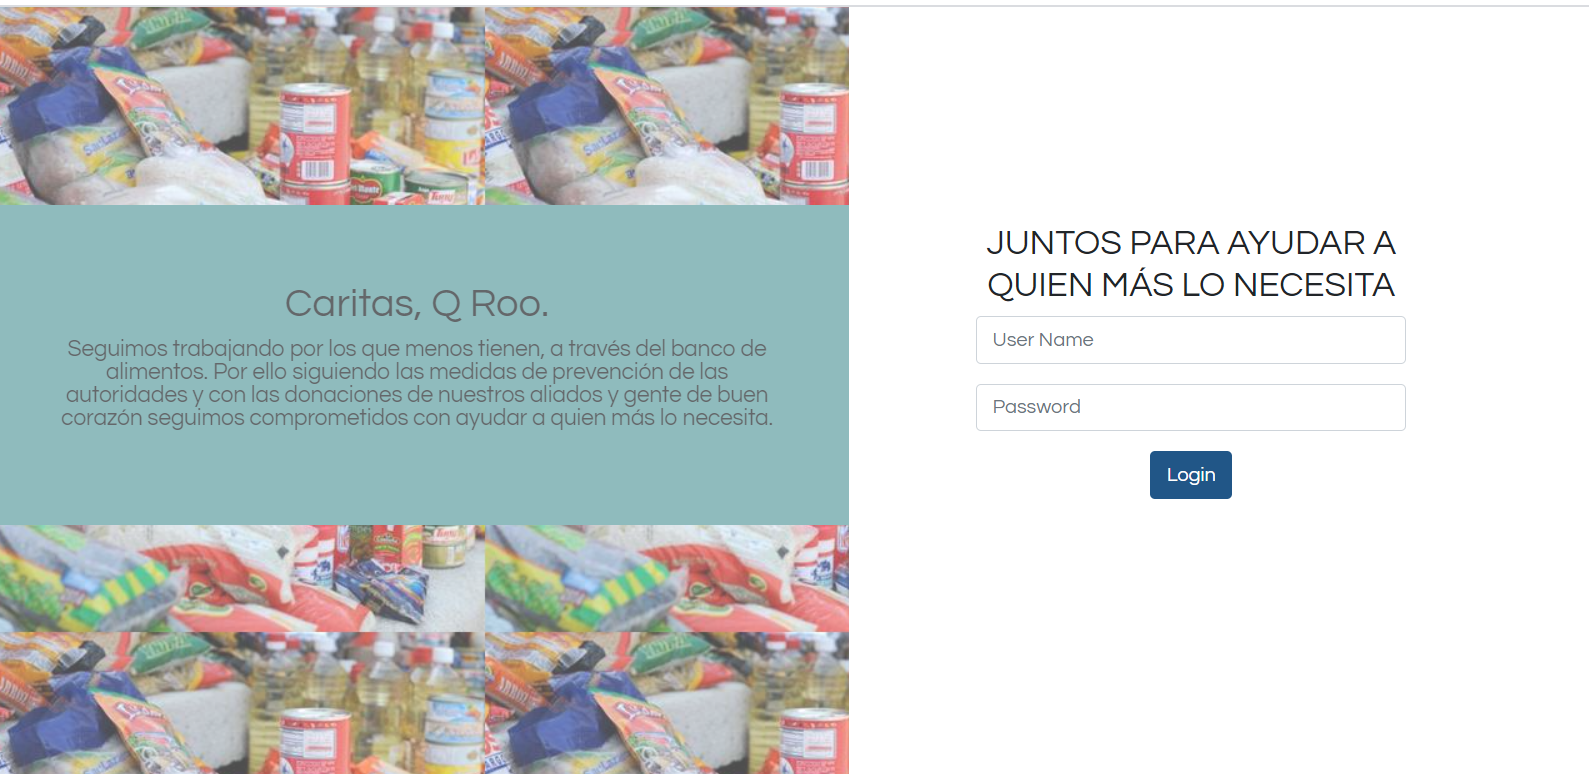 Caritas, Q Roo.
Seguimos trabajando por los que menos tienen, a través del banco de
alimentos. Por ello siguiendo las medidas de prevención de las
autoridades y con las donaciones de nuestros aliados y gente de buen
corazón seguimos comprometidos con ayudar a quien más lo necesita.
JUNTOS PARA AYUDAR A
QUIEN MÁS LO NECESITA
User Name
Password
Login